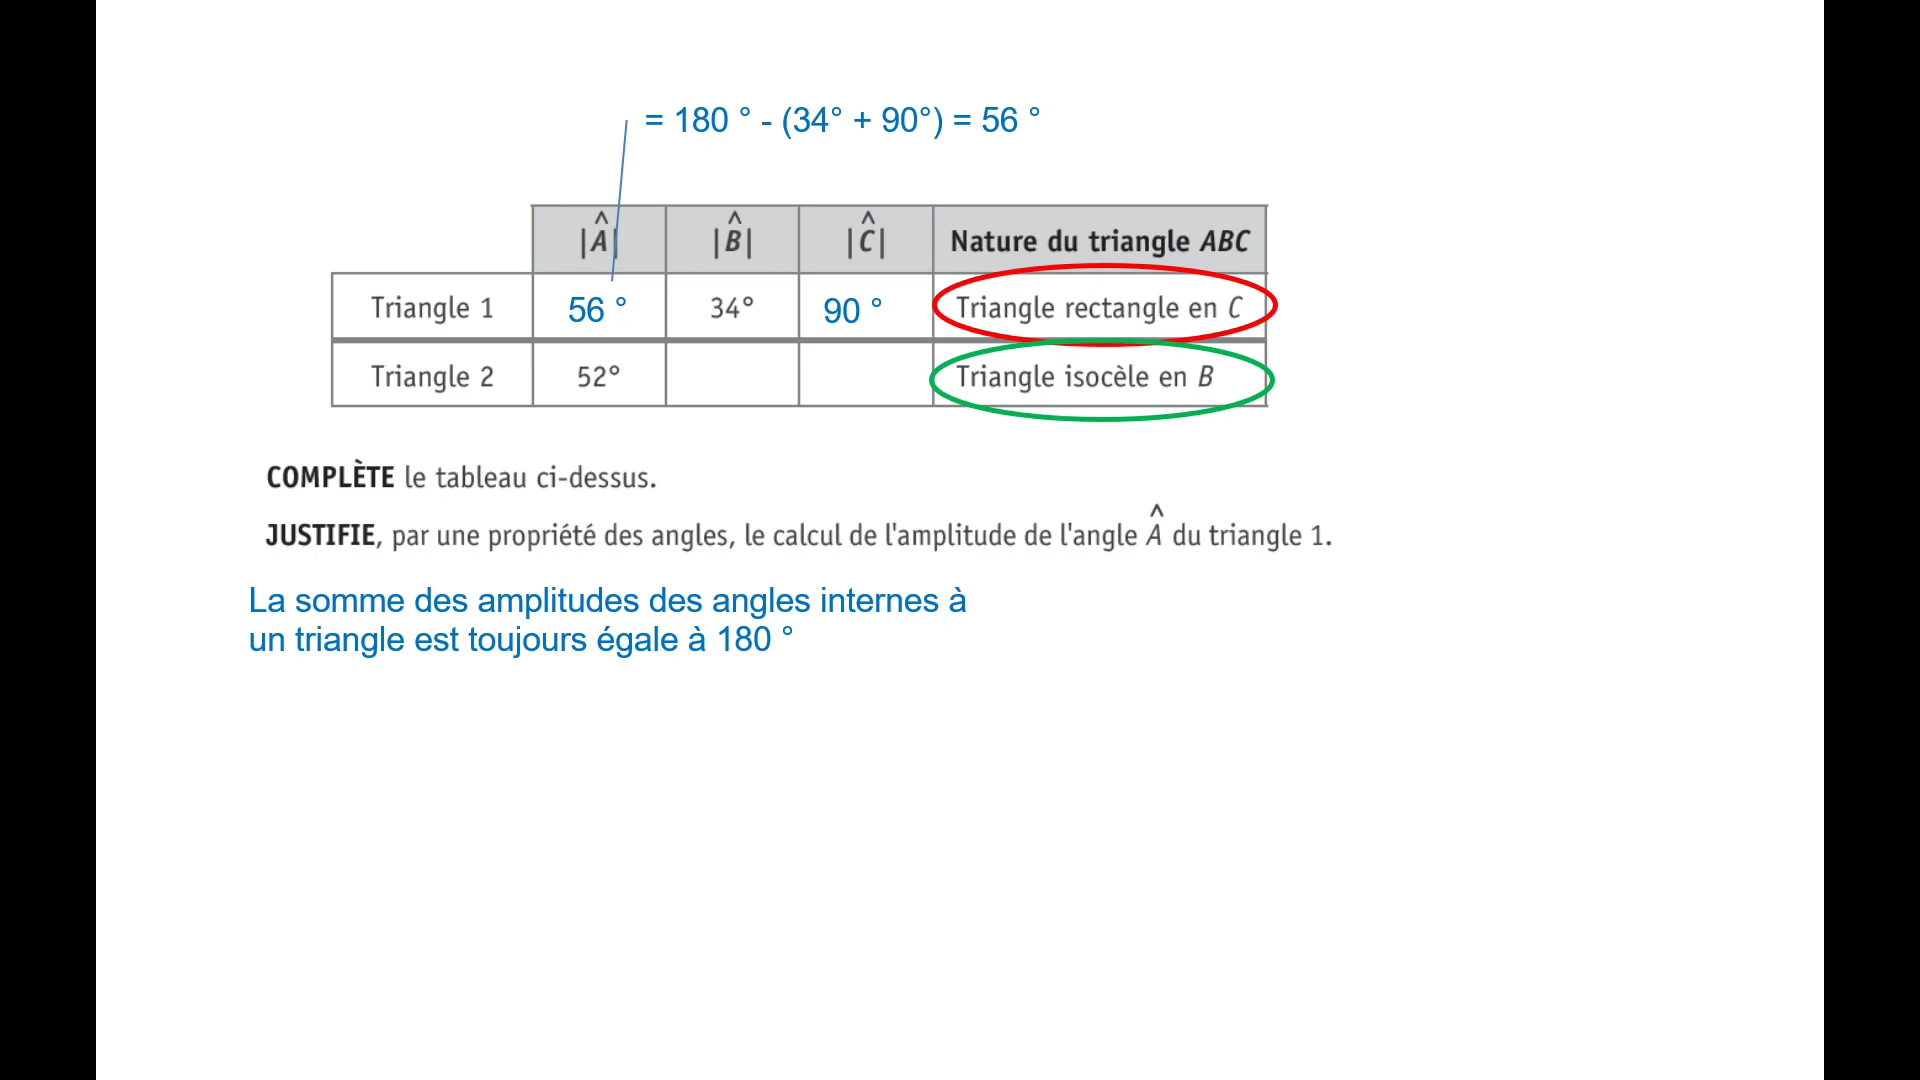 = 180 ° - (34° + 90°) = 56 °
|Â| |B̂| |Ĉ| Nature du triangle ABC
Triangle 1 56 ° 34° 90 ° Triangle rectangle en C
Triangle 2 52° Triangle isocèle en B
COMPLÈTE le tableau ci-dessus.
JUSTIFIE, par une propriété des angles, le calcul de l'amplitude de l'angle Â du triangle 1.
La somme des amplitudes des angles internes à
un triangle est toujours égale à 180 °